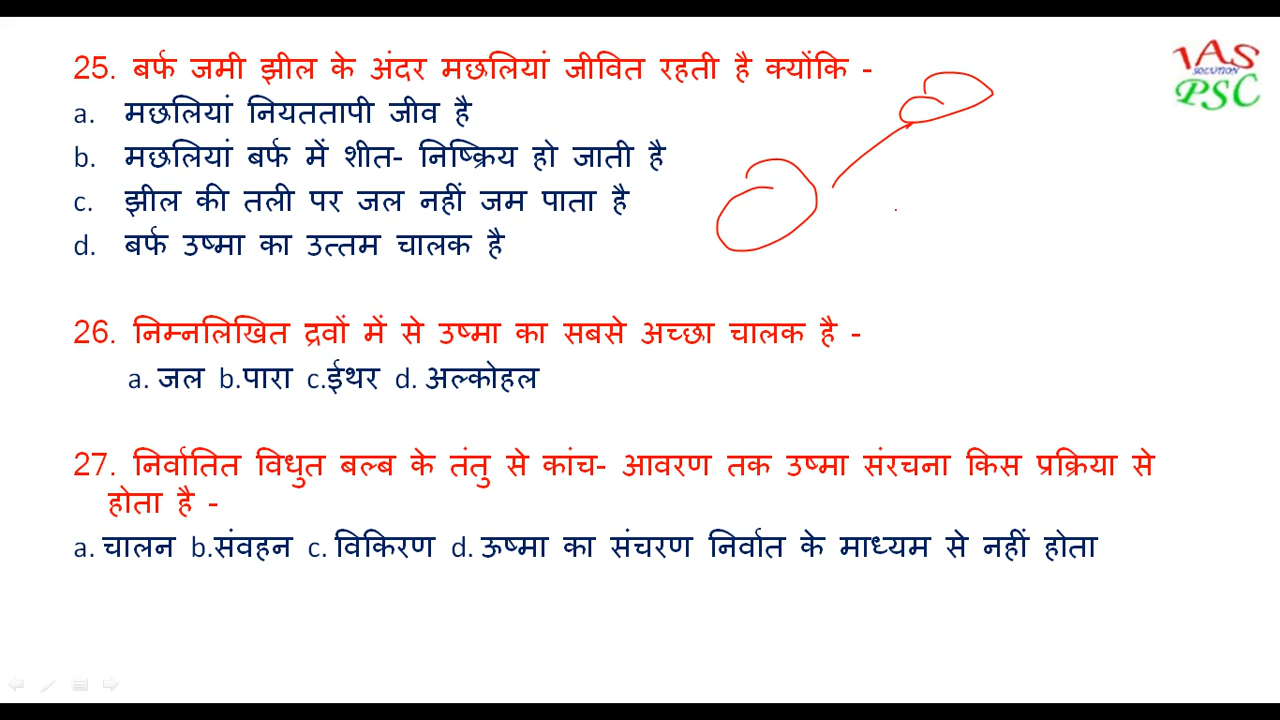 25. बर्फ जमी झील के अंदर मछलियां जीवित रहती है क्योंकि -
IAS
SOLUTION
PSC
a. मछलियां नियततापी जीव है
b. मछलियां बर्फ में शीत- निष्क्रिय हो जाती है
c. झील की तली पर जल नहीं जम पाता है
d. बर्फ उष्मा का उत्तम चालक है
26. निम्नलिखित द्रवों में से उष्मा का सबसे अच्छा चालक है -
a. जल b.पारा c.ईथर d. अल्कोहल
27. निर्वातित विधुत बल्ब के तंतु से कांच- आवरण तक उष्मा संरचना किस प्रक्रिया से
होता है -
a. चालन b.संवहन c. विकिरण d. ऊष्मा का संचरण निर्वात के माध्यम से नहीं होता